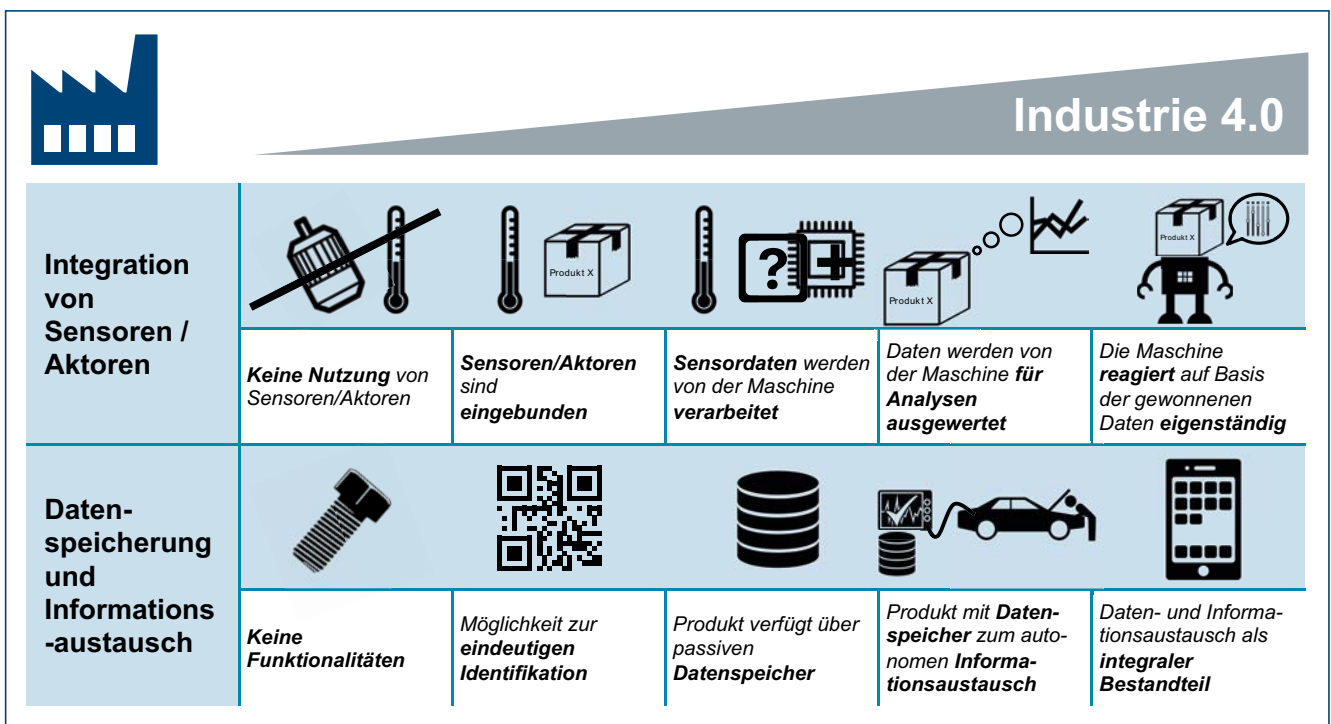 Industrie 4.0
Integration
von
Sensoren /
Aktoren
Produkt X
?
Produkt X
Produkt X
Keine Nutzung von
Sensoren/Aktoren
Sensoren/Aktoren
sind
eingebunden
Sensordaten werden
von der Maschine
verarbeitet
Daten werden von
der Maschine für
Analysen
ausgewertet
Die Maschine
reagiert auf Basis
der gewonnenen
Daten eigenständig
Daten-
speicherung
und
Informations
-austausch
Keine
Funktionalitäten
Möglichkeit zur
eindeutigen
Identifikation
Produkt verfügt über
passiven
Datenspeicher
Produkt mit Daten-
speicher zum auto-
nomen Informa-
tionsaustausch
Daten- und Informa-
tionsaustausch als
integraler
Bestandteil